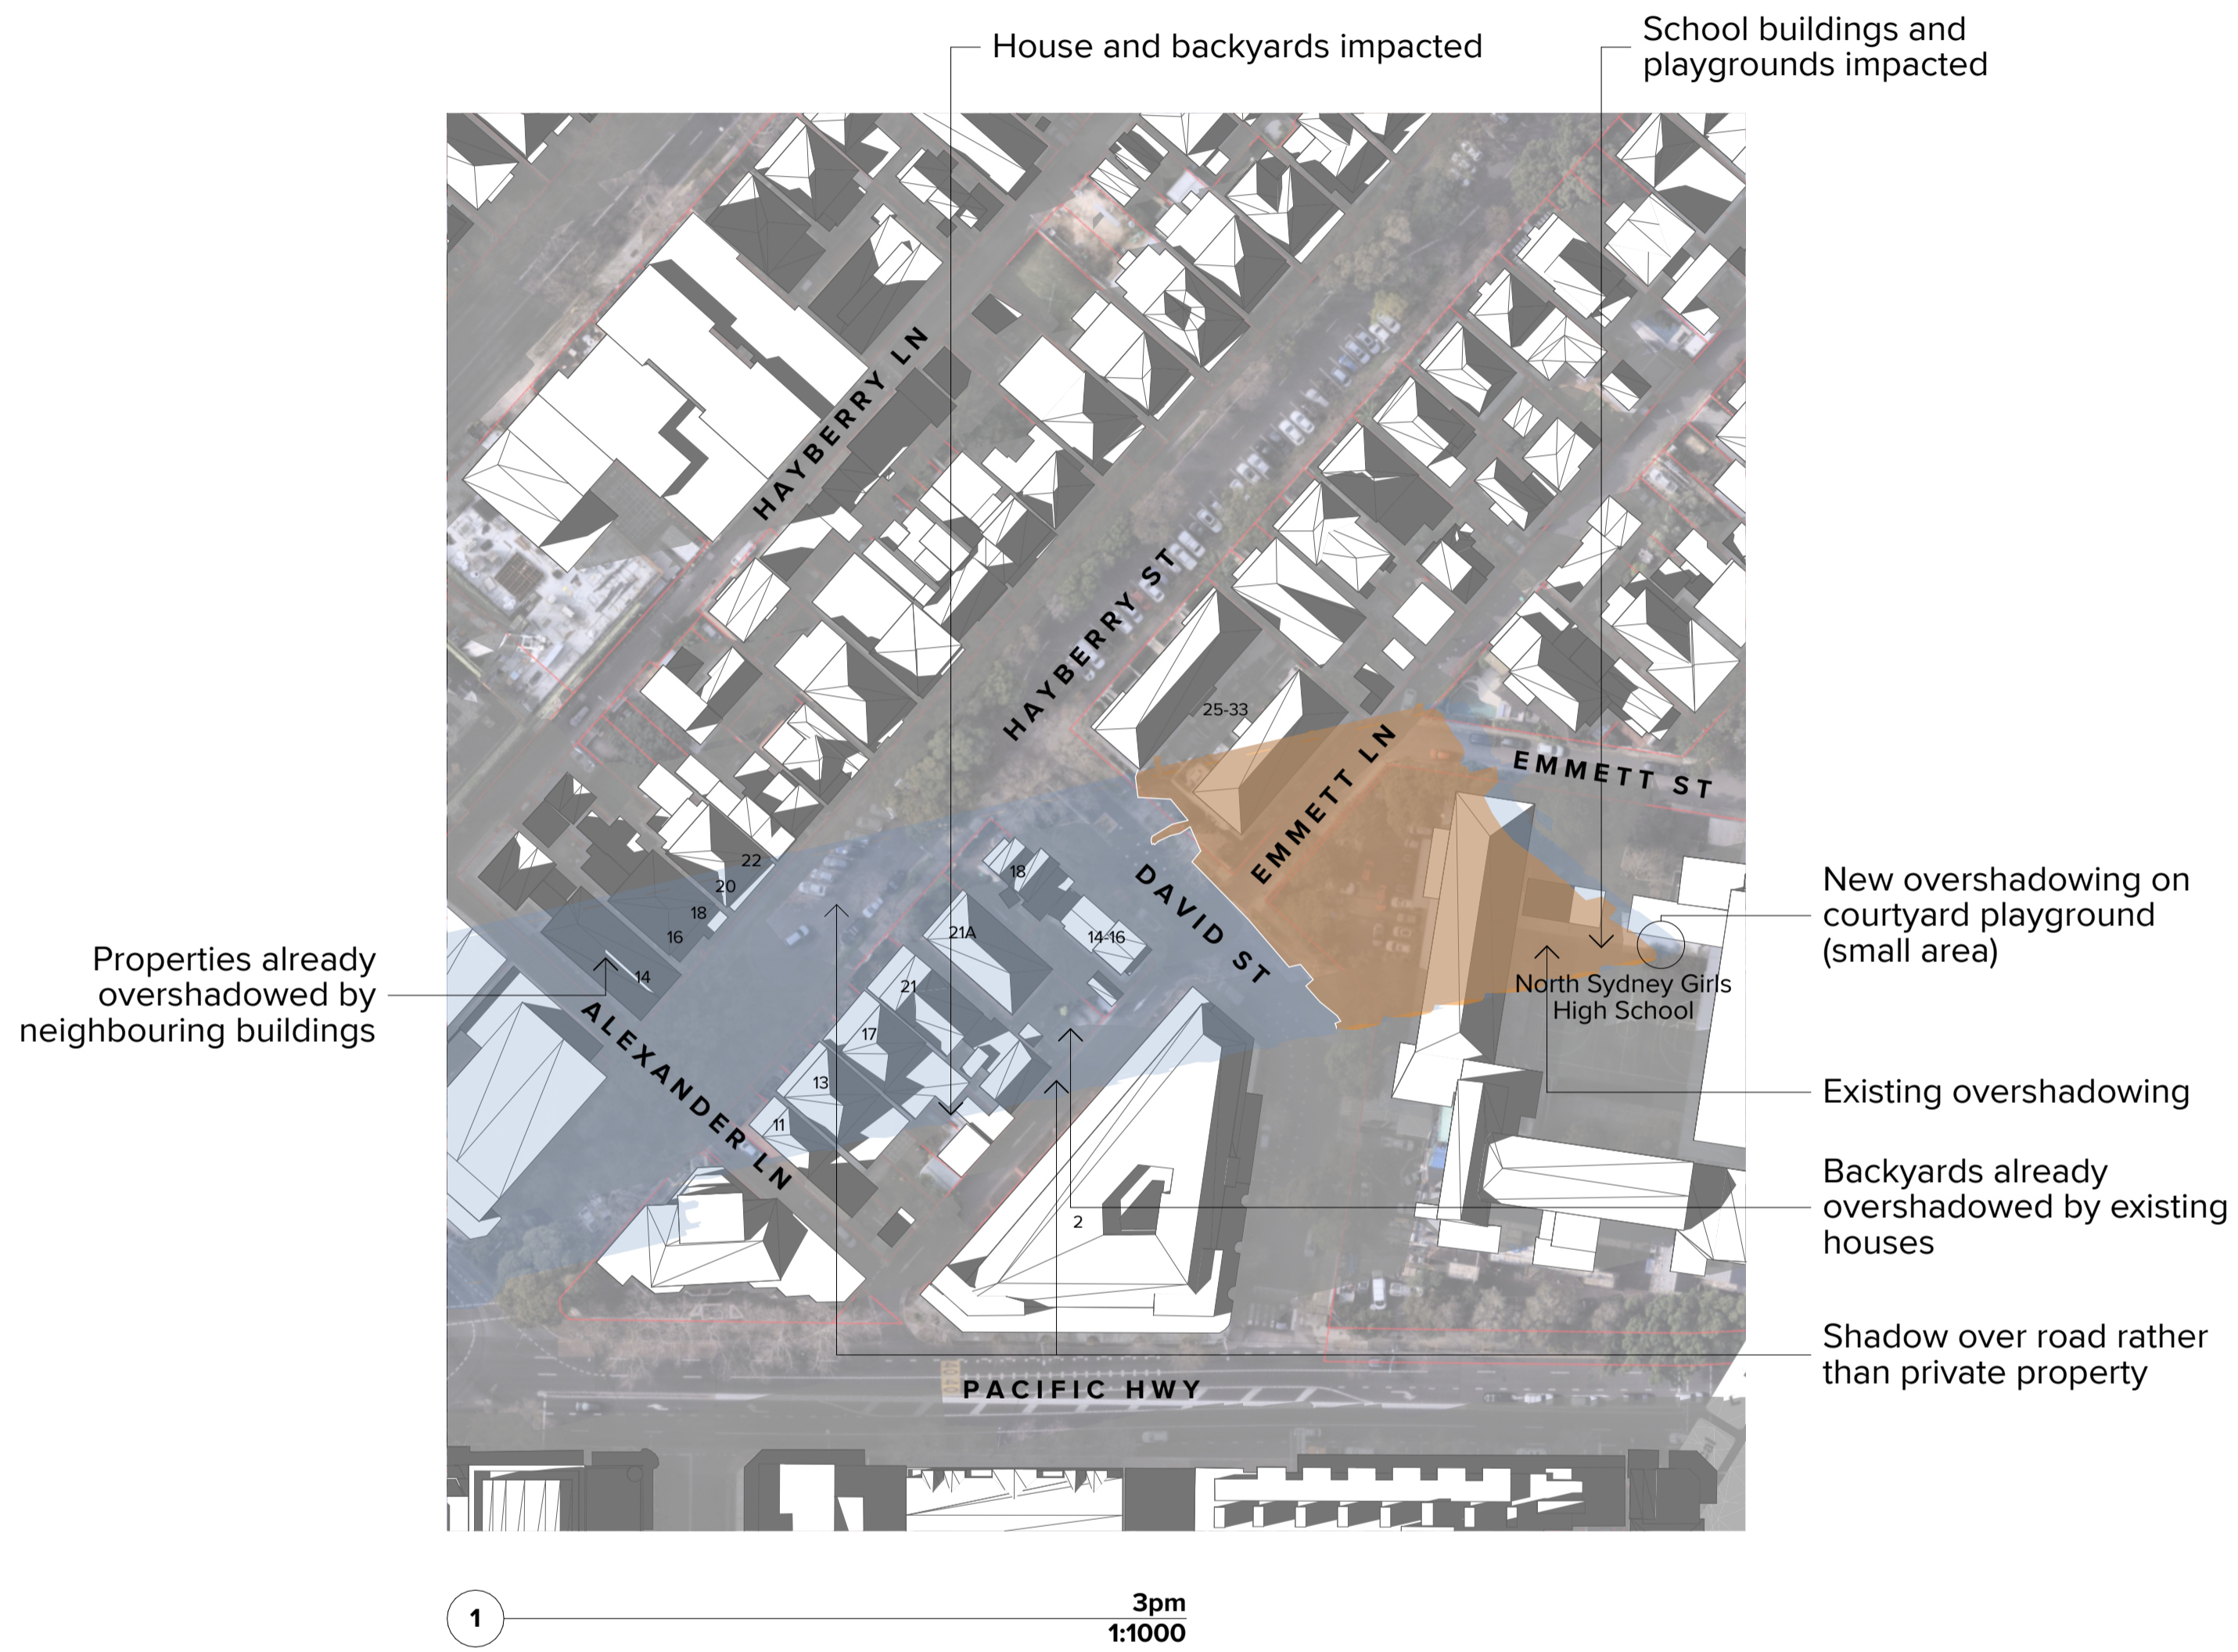 House and backyards impacted
School buildings and
playgrounds impacted
HAYBERRY LN
HAYBERRY ST
25-33
EMMETT LN
EMMETT ST
22
20
18
16
14
18
21A
14-16
DAVID ST
21
17
13
11
ALEXANDER LN
2
North Sydney Girls
High School
Properties already
overshadowed by
neighbouring buildings
New overshadowing on
courtyard playground
(small area)
Existing overshadowing
Backyards already
overshadowed by existing
houses
Shadow over road rather
than private property
40 40
PACIFIC HWY
1
3pm
1:1000